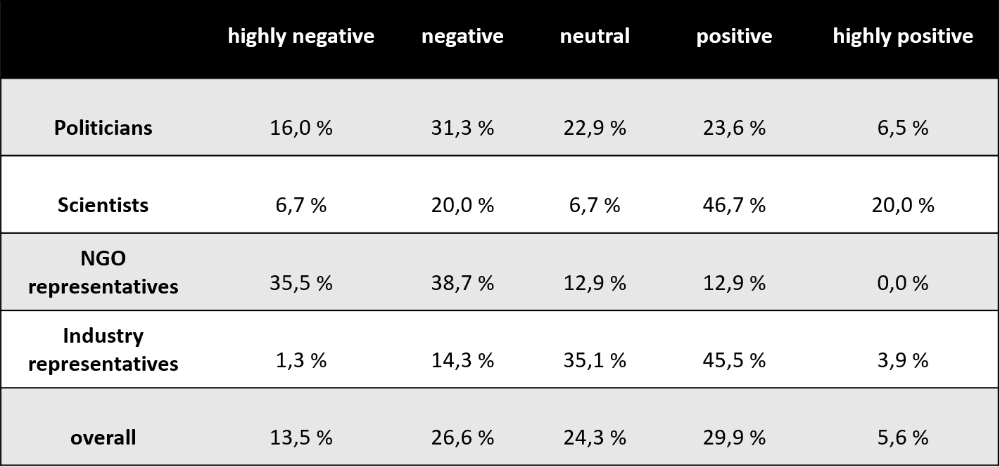 highly negative negative neutral positive highly positive
Politicians 16,0 % 31,3 % 22,9 % 23,6 % 6,5 %
Scientists 6,7 % 20,0 % 6,7 % 46,7 % 20,0 %
NGO
representatives 35,5 % 38,7 % 12,9 % 12,9 % 0,0 %
Industry
representatives 1,3 % 14,3 % 35,1 % 45,5 % 3,9 %
overall 13,5 % 26,6 % 24,3 % 29,9 % 5,6 %